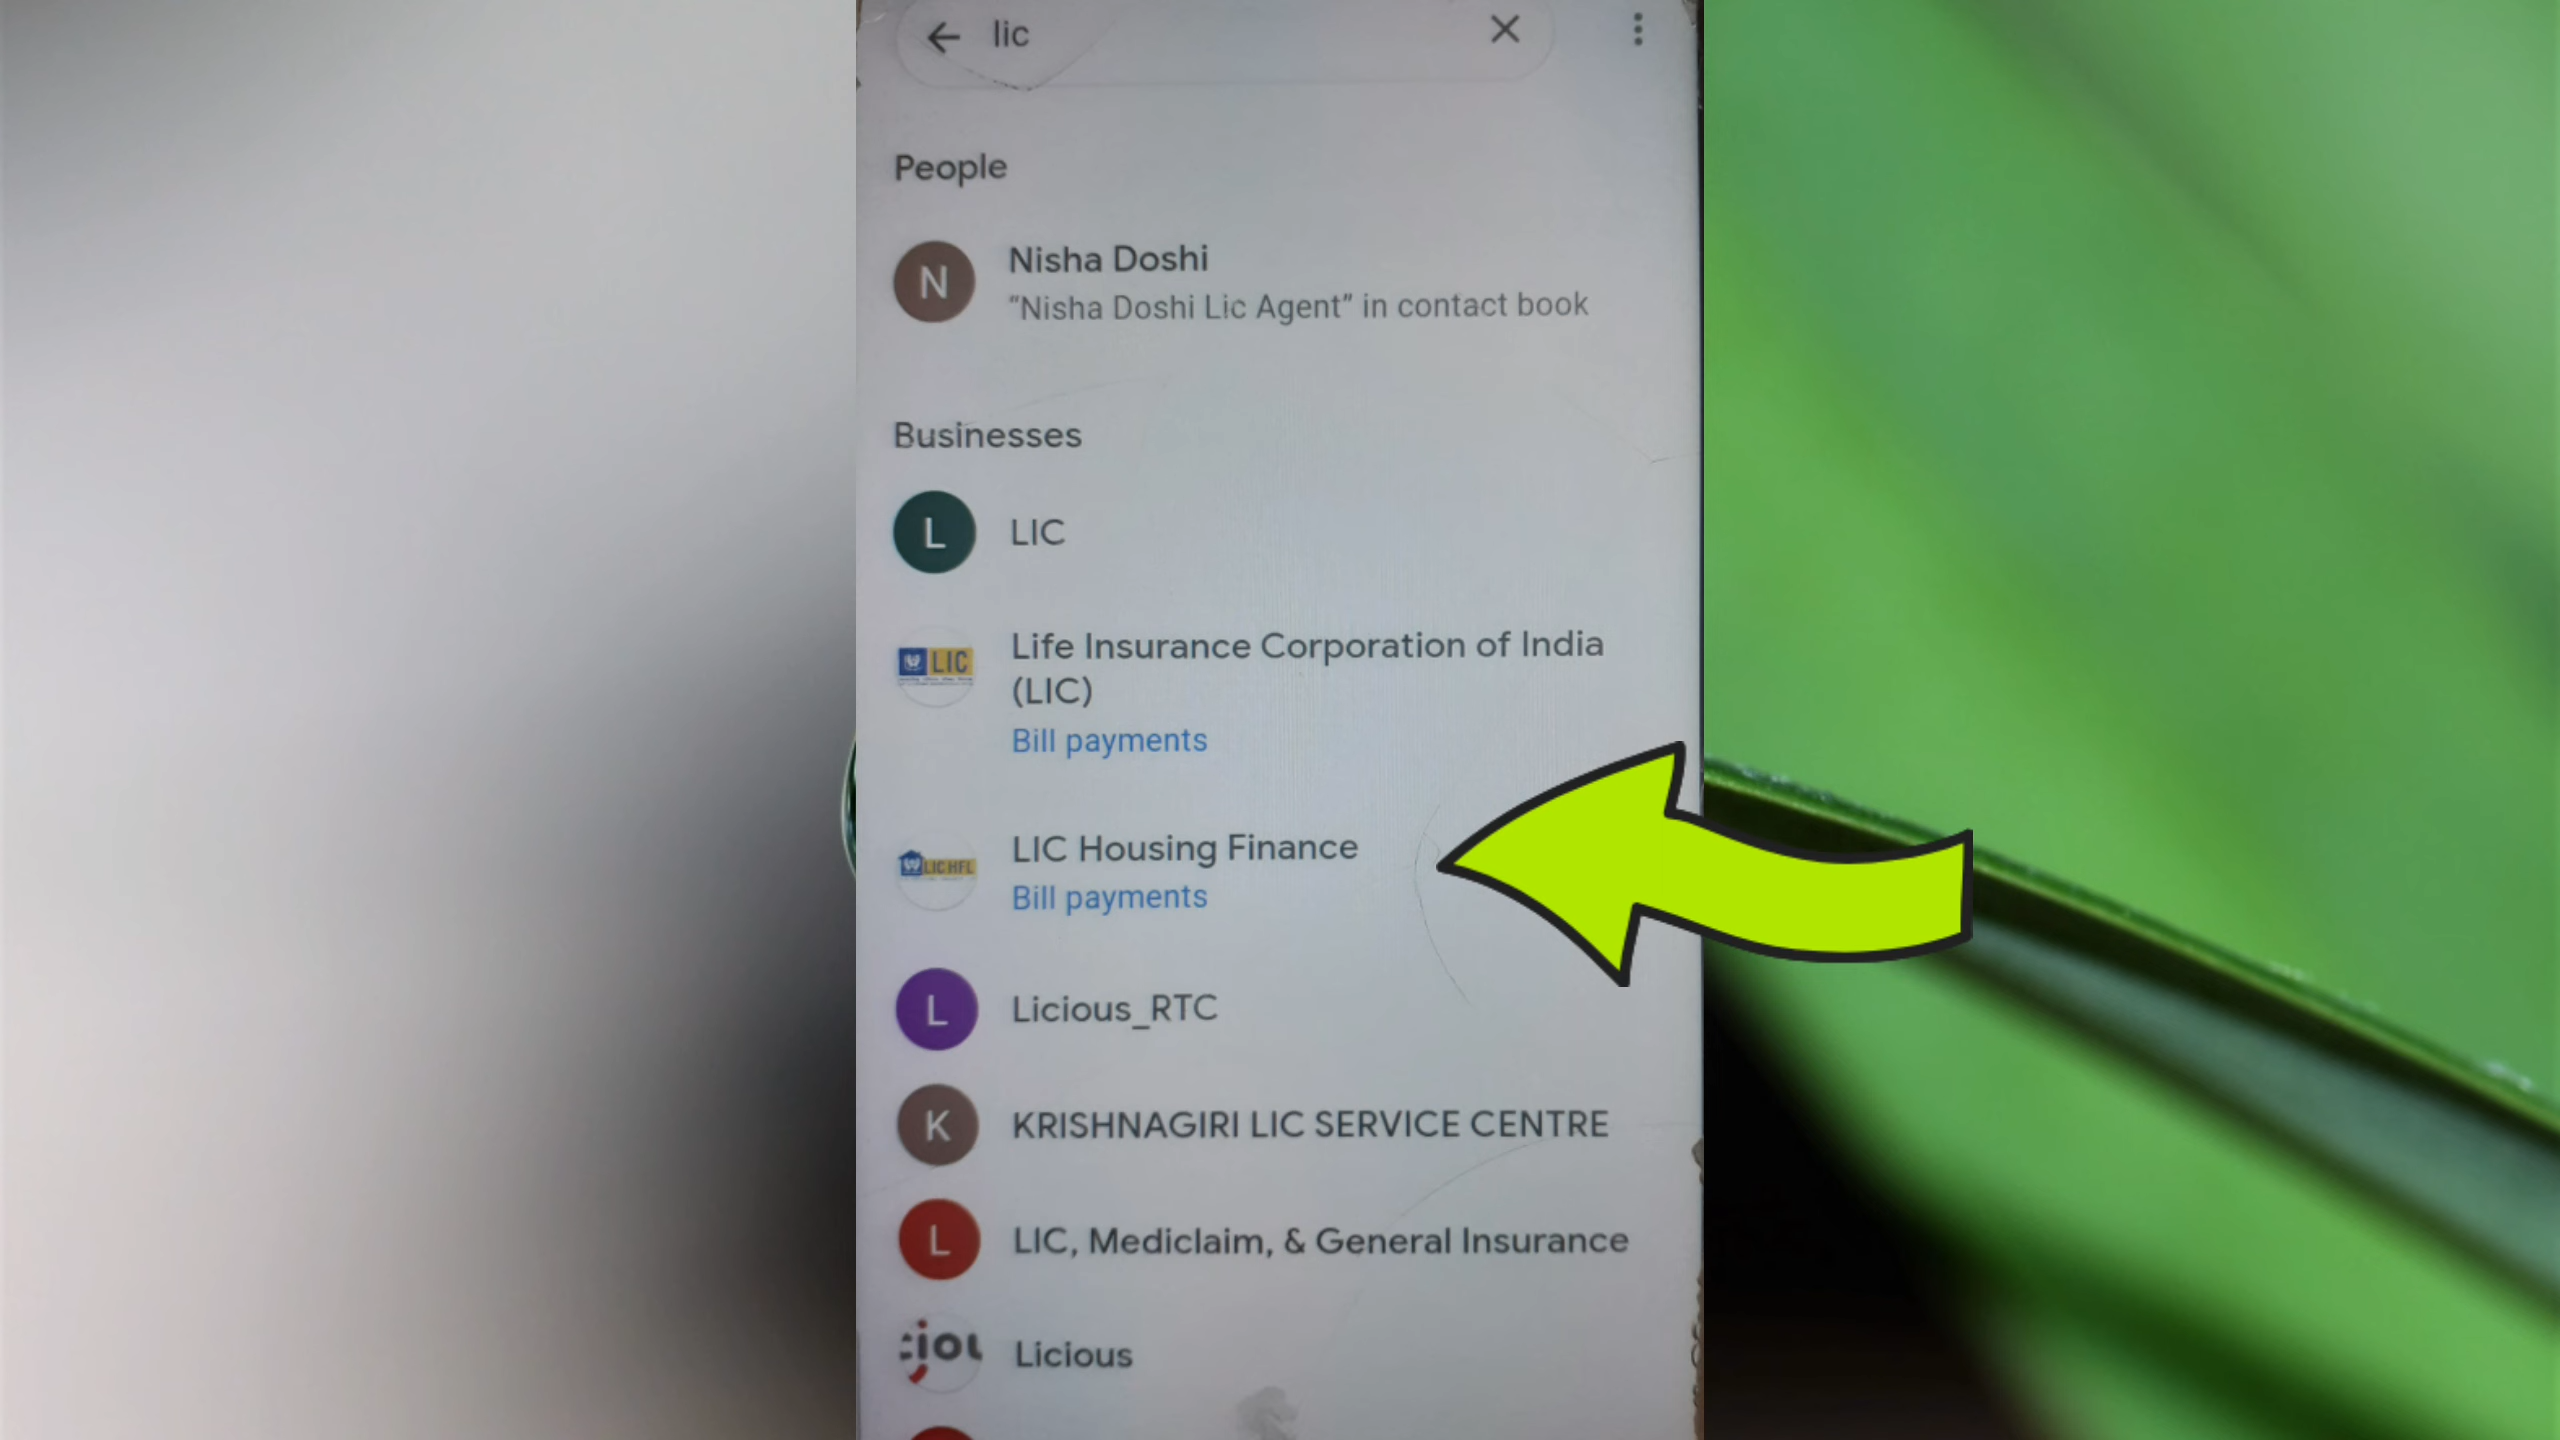 lic
People
N
Nisha Doshi
“Nisha Doshi Lic Agent” in contact book
Businesses
L
LIC
LIC
Life Insurance Corporation of India
(LIC)
Bill payments
LIC HFL
LIC Housing Finance
Bill payments
L
Licious_RTC
K
KRISHNAGIRI LIC SERVICE CENTRE
L
LIC, Mediclaim, & General Insurance
Licious